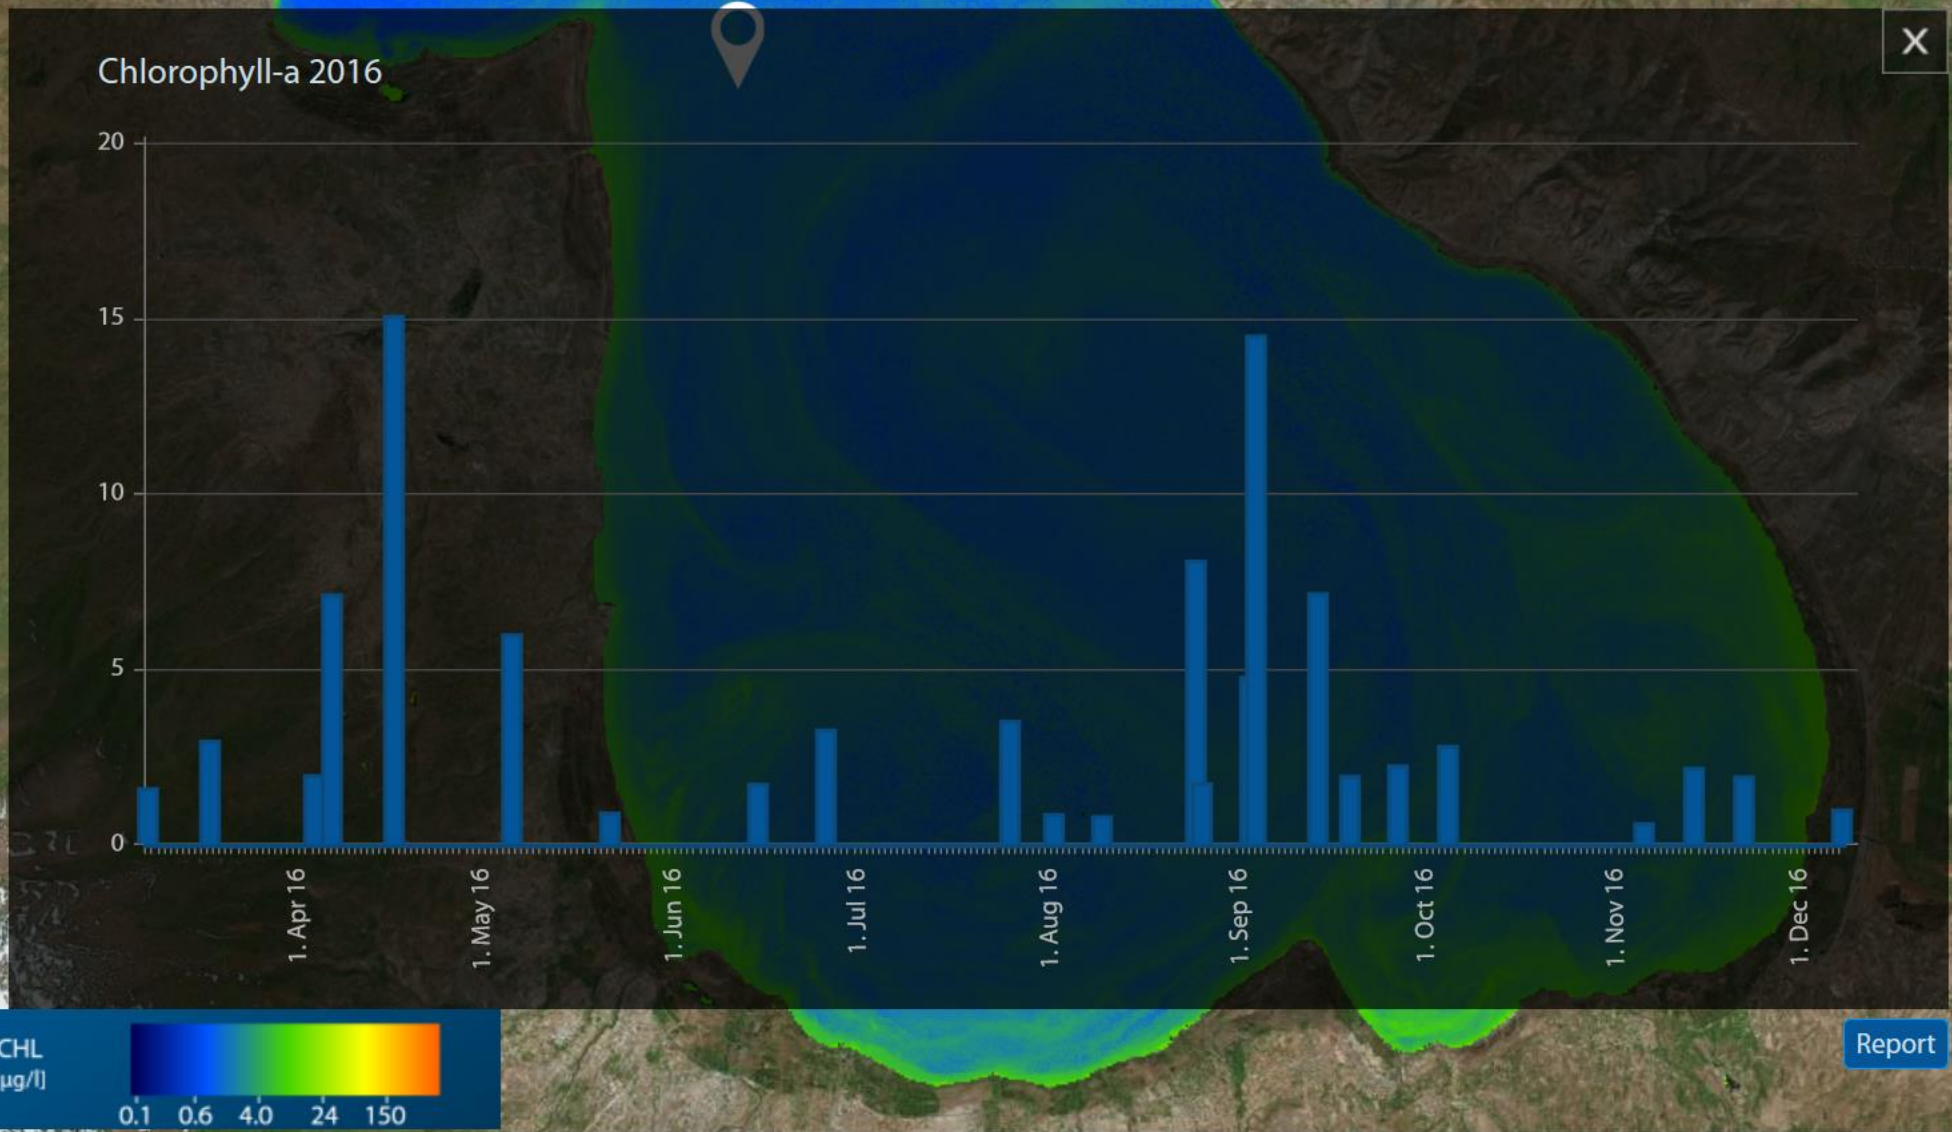 X
Chlorophyll-a 2016
20
15
10
5
0
1. Apr 16
1. May 16
1. Jun 16
1. Jul 16
1. Aug 16
1. Sep 16
1. Oct 16
1. Nov 16
1. Dec 16
CHL
µg/l]
0.1 0.6 4.0 24 150
Report